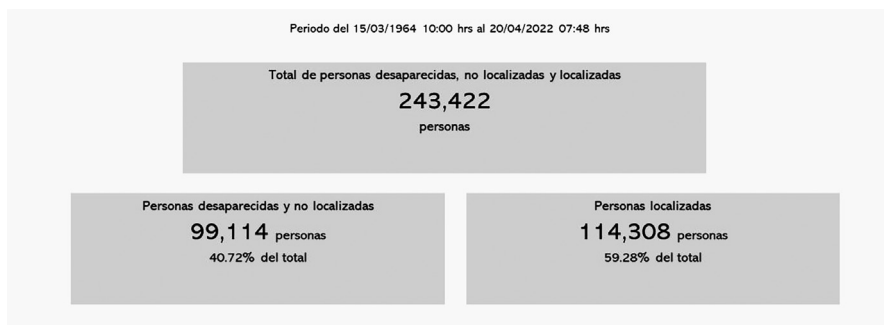 Periodo del 15/03/1964 10:00 hrs al 20/04/2022 07:48 hrs
Total de personas desaparecidas, no localizadas y localizadas
243,422
personas
Personas desaparecidas y no localizadas
99,114 personas
40.72% del total
Personas localizadas
114,308 personas
59.28% del total